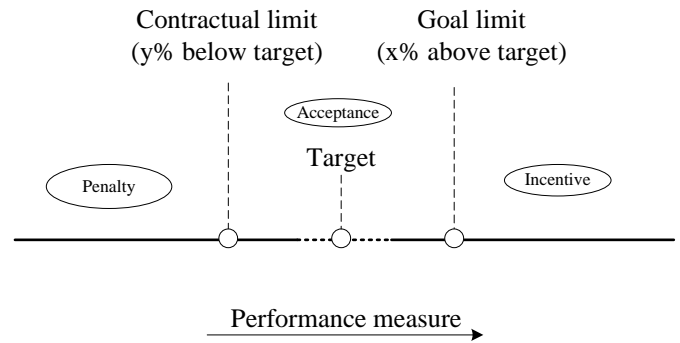 Contractual limit
(y% below target)
Goal limit
(x% above target)
Acceptance
Target
Penalty
Incentive
Performance measure